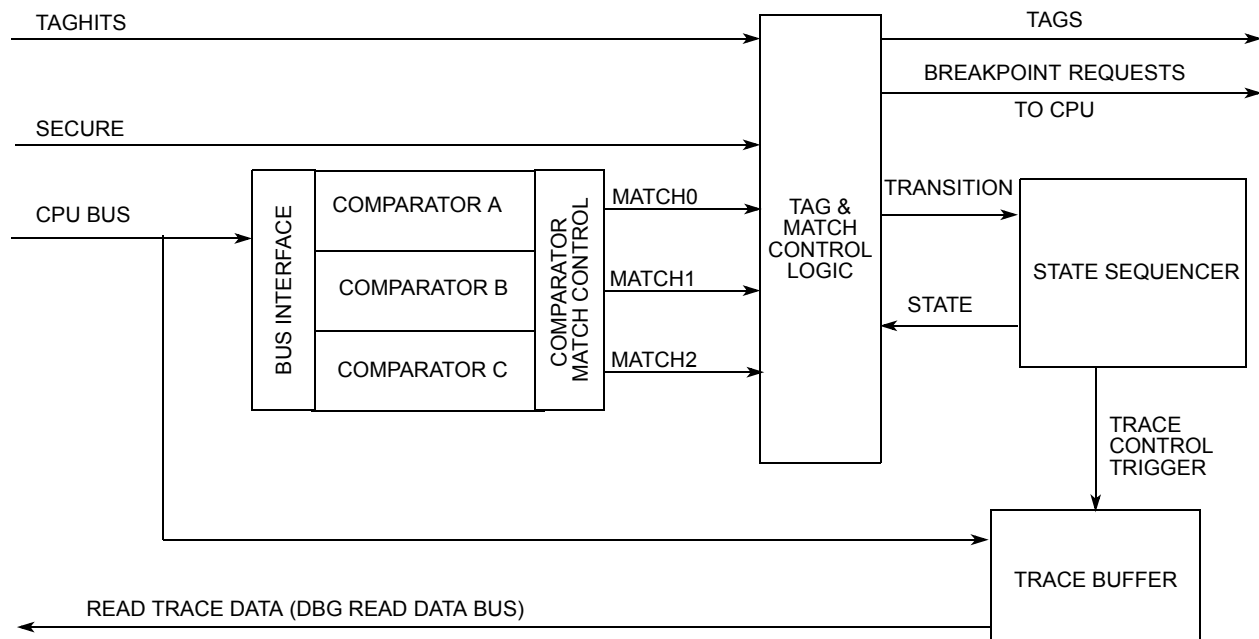 TAGHITS
TAGS
BREAKPOINT REQUESTS
TO CPU
SECURE
CPU BUS
BUS INTERFACE
COMPARATOR A
COMPARATOR B
COMPARATOR C
COMPARATOR
MATCH CONTROL
MATCH0
MATCH1
MATCH2
TAG &
MATCH
CONTROL
LOGIC
TRANSITION
STATE
STATE SEQUENCER
TRACE
CONTROL
TRIGGER
TRACE BUFFER
READ TRACE DATA (DBG READ DATA BUS)